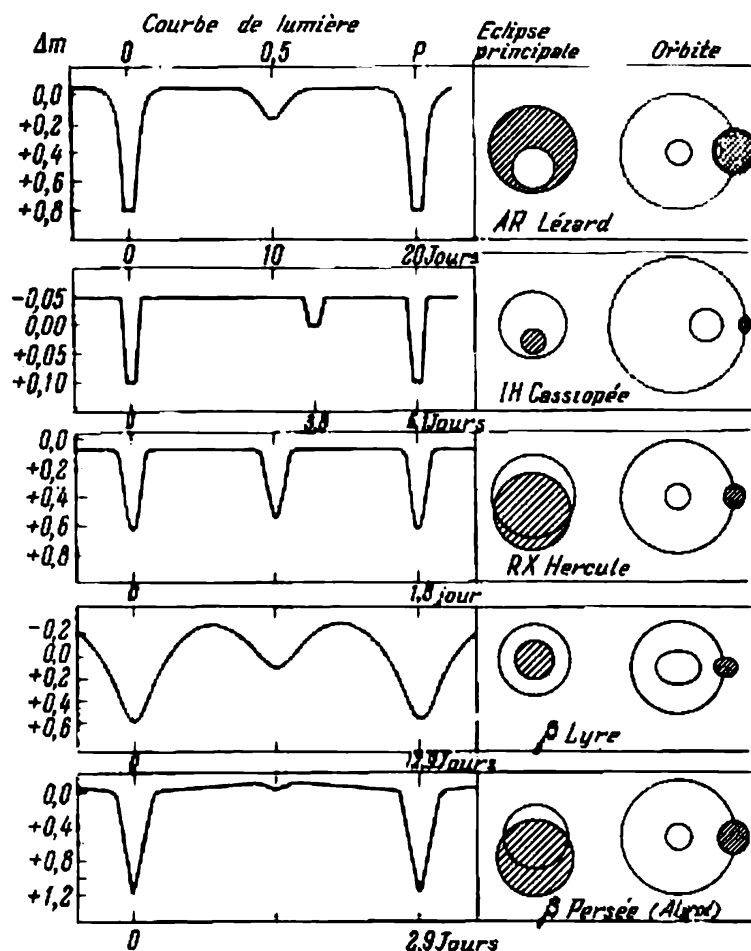 Courbe de lumière
Eclipse principale
Orbite
Δm
0 0,5 P
0,0
+0,2
+0,4
+0,6
+0,8
AR Lézard
0 10 20 Jours
-0,05
0,00
+0,05
+0,10
IH Cassiopée
0 Jours
0,0
+0,2
+0,4
+0,6
+0,8
RX Hercule
0 1,8 jour
-0,2
0,0
+0,2
+0,4
+0,6
β Lyre
0 Jours
0,0
+0,4
+0,8
+1,2
β Persée (Algol)
0 2,9 Jours